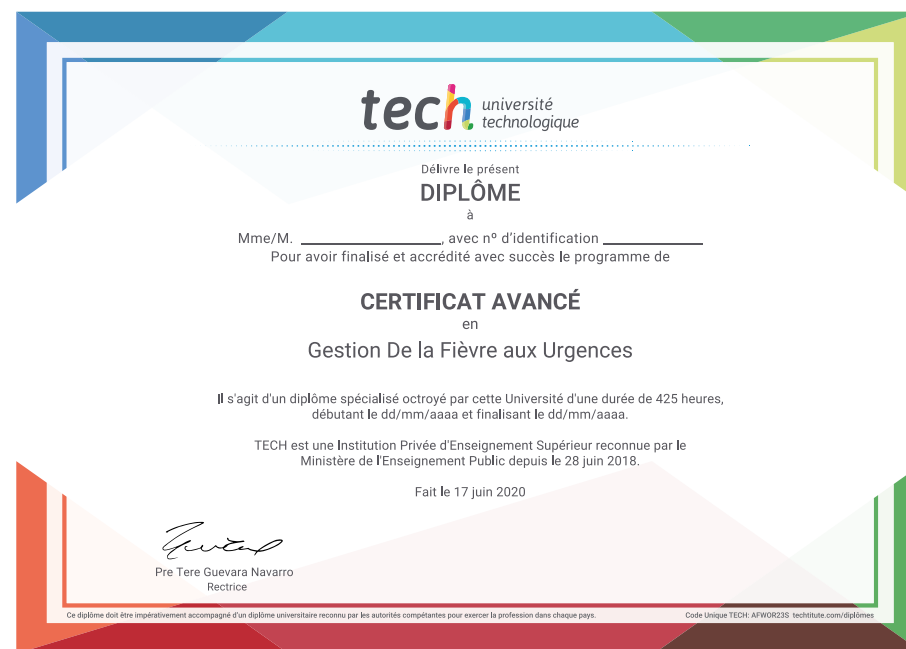 tech université
technologique
Délivre le présent
DIPLÔME
à
Mme/M. ____________________, avec nº d'identification ______________
Pour avoir finalisé et accrédité avec succès le programme de
CERTIFICAT AVANCÉ
en
Gestion De la Fièvre aux Urgences
Il s'agit d'un diplôme spécialisé octroyé par cette Université d'une durée de 425 heures,
débutant le dd/mm/aaaa et finalisant le dd/mm/aaaa.
TECH est une Institution Privée d'Enseignement Supérieur reconnue par le
Ministère de l'Enseignement Public depuis le 28 juin 2018.
Fait le 17 juin 2020
Pre Tere Guevara Navarro
Rectrice
Ce diplôme doit être impérativement accompagné d'un diplôme universitaire reconnu par les autorités compétantes pour exercer la profession dans chaque pays.
Code Unique TECH: AFWOR23S techtitute.com/diplômes